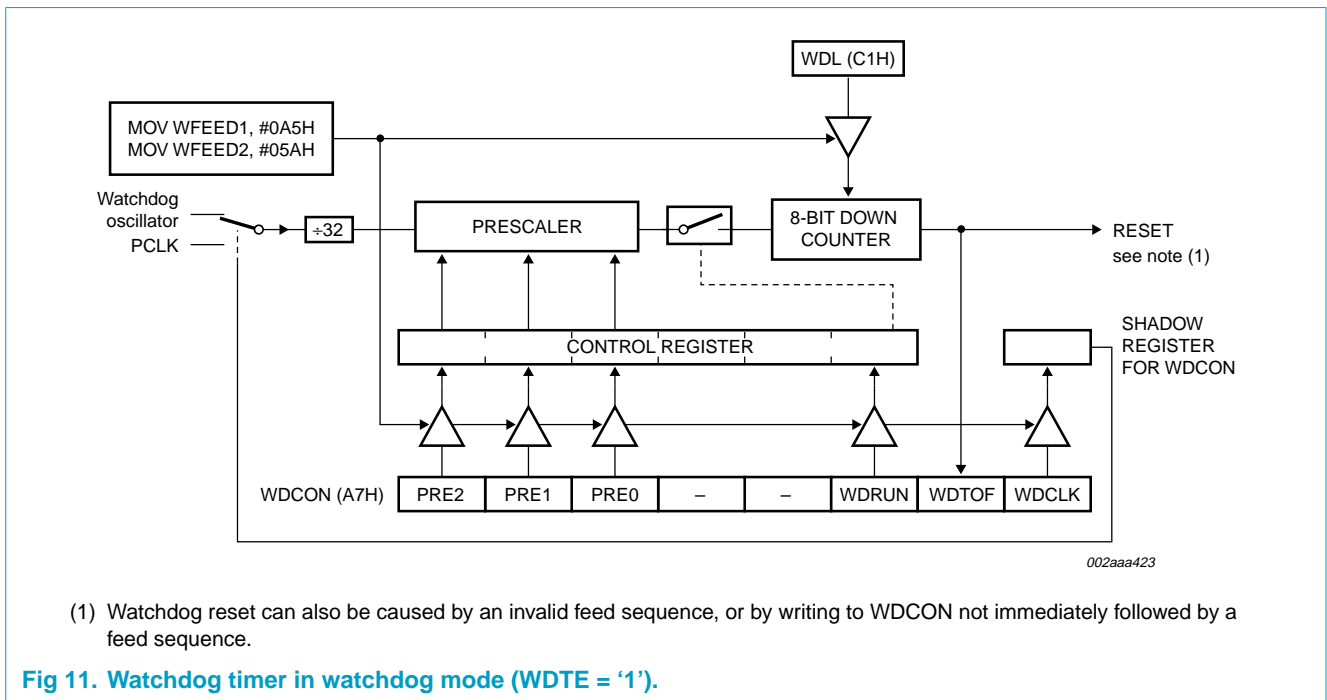 WDL (C1H)
MOV WFEED1, #0A5H
MOV WFEED2, #05AH
Watchdog
oscillator
PCLK
÷32
PRESCALER
8-BIT DOWN
COUNTER
RESET
see note (1)
CONTROL REGISTER
SHADOW
REGISTER
FOR WDCON
WDCON (A7H)
PRE2
PRE1
PRE0
–
–
WDRUN
WDTOF
WDCLK
002aaa423
(1) Watchdog reset can also be caused by an invalid feed sequence, or by writing to WDCON not immediately followed by a
feed sequence.
Fig 11. Watchdog timer in watchdog mode (WDTE = ‘1’).